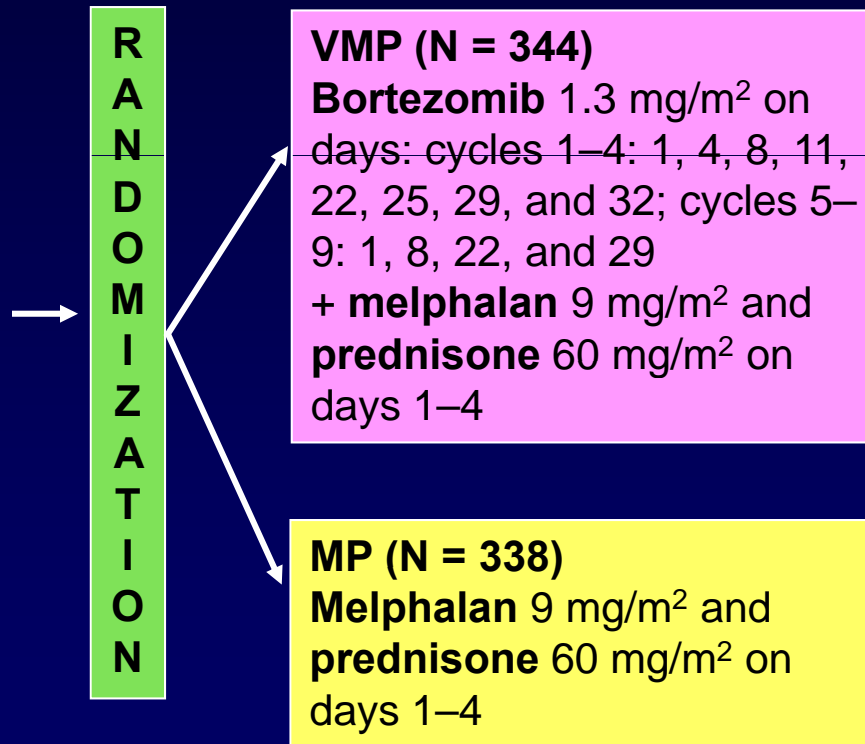 R
A
N
D
O
M
I
Z
A
T
I
O
N
VMP (N = 344)
Bortezomib 1.3 mg/m² on
days: cycles 1–4: 1, 4, 8, 11,
22, 25, 29, and 32; cycles 5–
9: 1, 8, 22, and 29
+ melphalan 9 mg/m² and
prednisone 60 mg/m² on
days 1–4
MP (N = 338)
Melphalan 9 mg/m² and
prednisone 60 mg/m² on
days 1–4